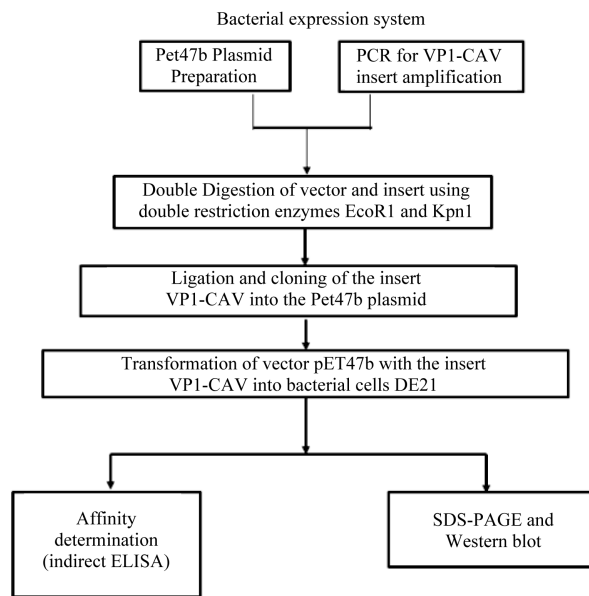 Bacterial expression system
Pet47b Plasmid
Preparation
PCR for VP1-CAV
insert amplification
Double Digestion of vector and insert using
double restriction enzymes EcoR1 and Kpn1
Ligation and cloning of the insert
VP1-CAV into the Pet47b plasmid
Transformation of vector pET47b with the insert
VP1-CAV into bacterial cells DE21
Affinity
determination
(indirect ELISA)
SDS-PAGE and
Western blot